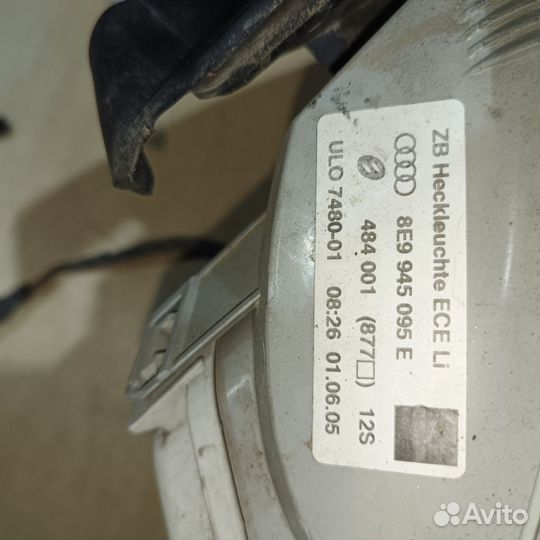 ZB Heckleuchte ECE Li
8E9 945 095 E
484 001 (877□) 12S
ULO 7480-01 08:26 01.06.05
Avito